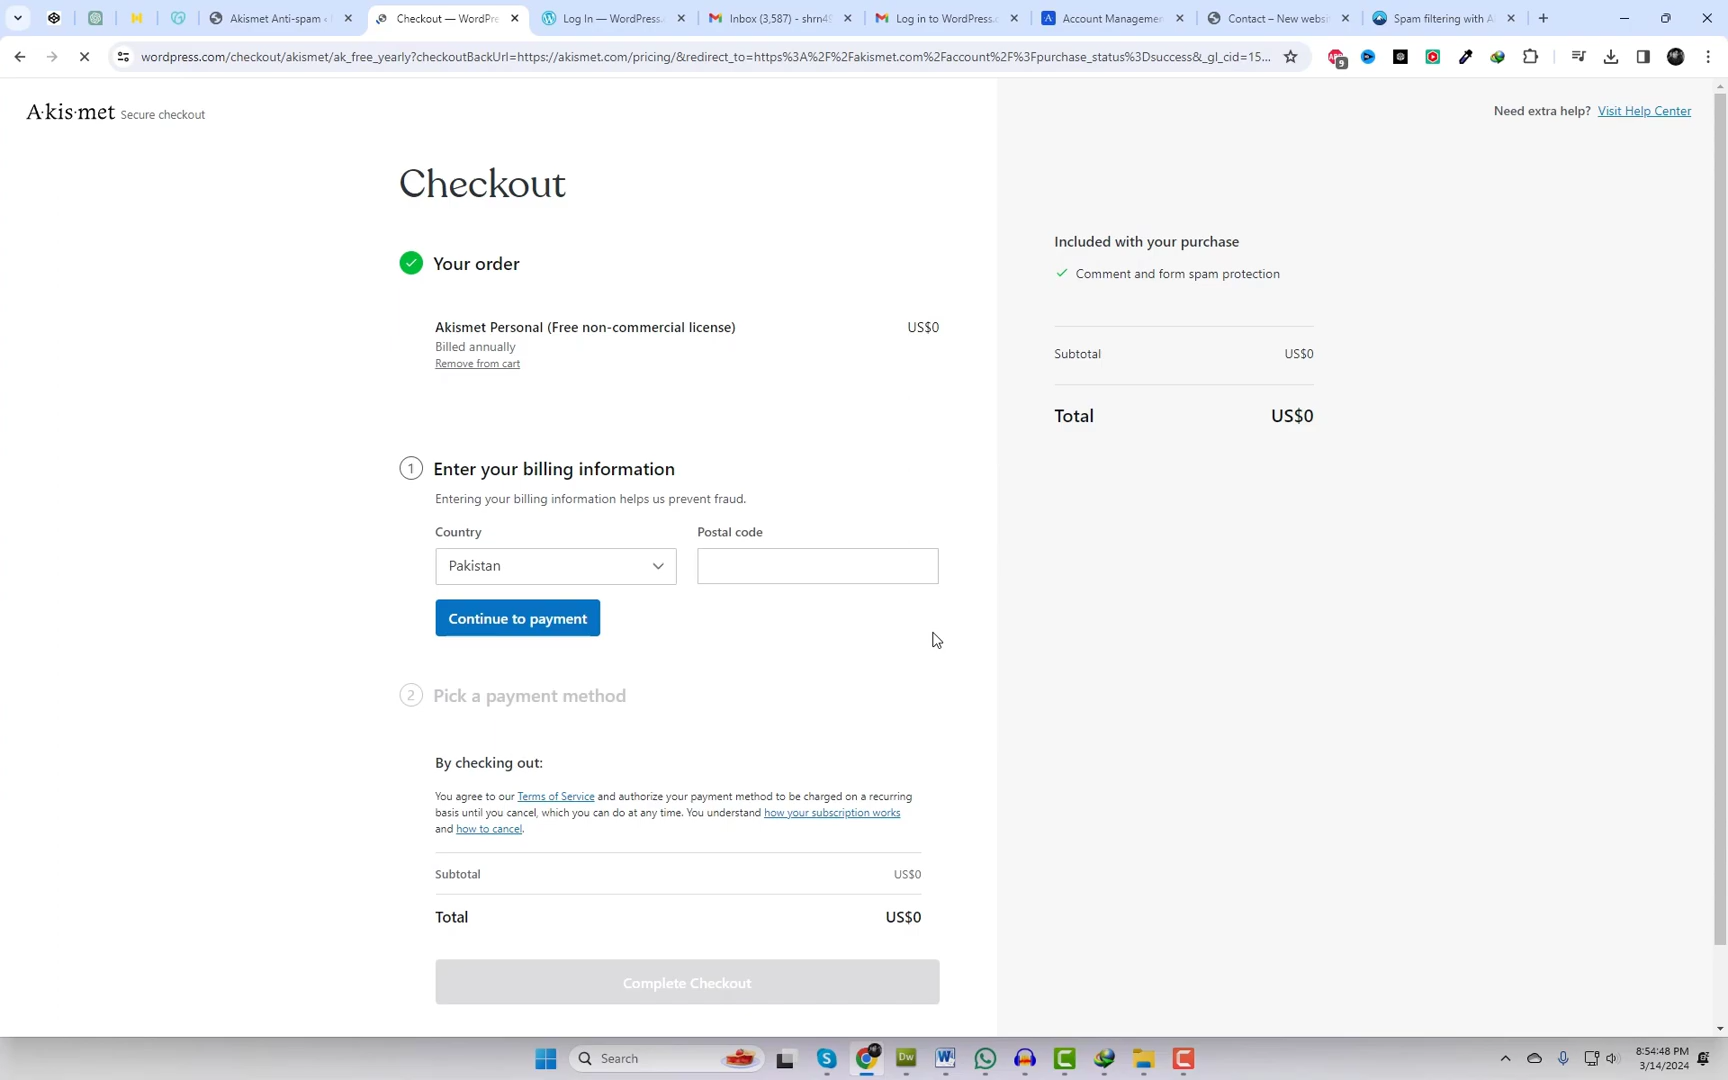 Akismet Anti-spam ‹
Checkout — WordPre
Log In — WordPress.
Inbox (3,587) - shrn4
Log in to WordPress.c
Account Managemen
Contact – New websi
Spam filtering with A
wordpress.com/checkout/akismet/ak_free_yearly?checkoutBackUrl=https://akismet.com/pricing/&redirect_to=https%3A%2F%2Fakismet.com%2Faccount%2F%3Fpurchase_status%3Dsuccess&_gl_cid=15...
9
A·kis·met Secure checkout
Need extra help? Visit Help Center
Checkout
Your order
Akismet Personal (Free non-commercial license) US$0
Billed annually
Remove from cart
Included with your purchase
Comment and form spam protection
Subtotal US$0
Total US$0
1 Enter your billing information
Entering your billing information helps us prevent fraud.
Country Postal code
Pakistan
Continue to payment
2 Pick a payment method
By checking out:
You agree to our Terms of Service and authorize your payment method to be charged on a recurring
basis until you cancel, which you can do at any time. You understand how your subscription works
and how to cancel.
Subtotal US$0
Total US$0
Complete Checkout
Search
Dw
8:54:48 PM
3/14/2024